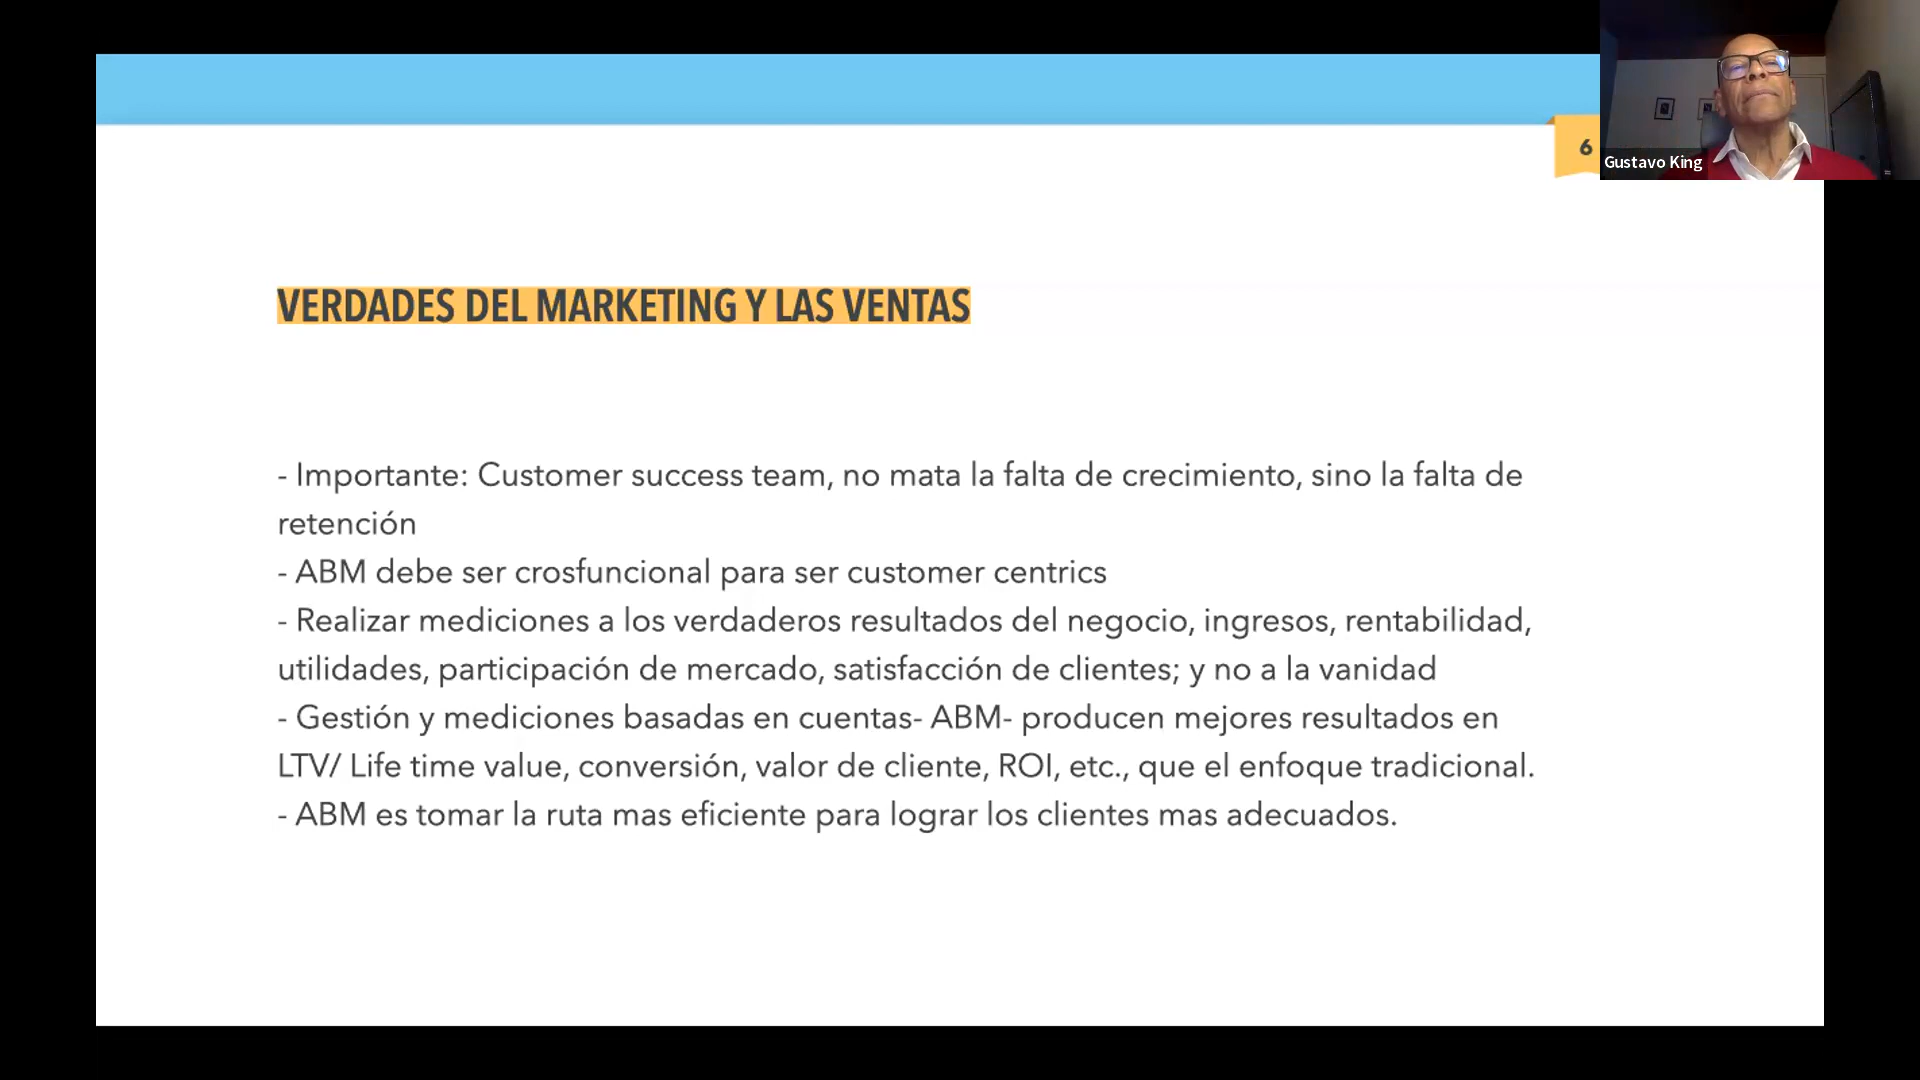 6
Gustavo King
VERDADES DEL MARKETING Y LAS VENTAS
- Importante: Customer success team, no mata la falta de crecimiento, sino la falta de
retención
- ABM debe ser crosfuncional para ser customer centrics
- Realizar mediciones a los verdaderos resultados del negocio, ingresos, rentabilidad,
utilidades, participación de mercado, satisfacción de clientes; y no a la vanidad
- Gestión y mediciones basadas en cuentas- ABM- producen mejores resultados en
LTV/ Life time value, conversión, valor de cliente, ROI, etc., que el enfoque tradicional.
- ABM es tomar la ruta mas eficiente para lograr los clientes mas adecuados.